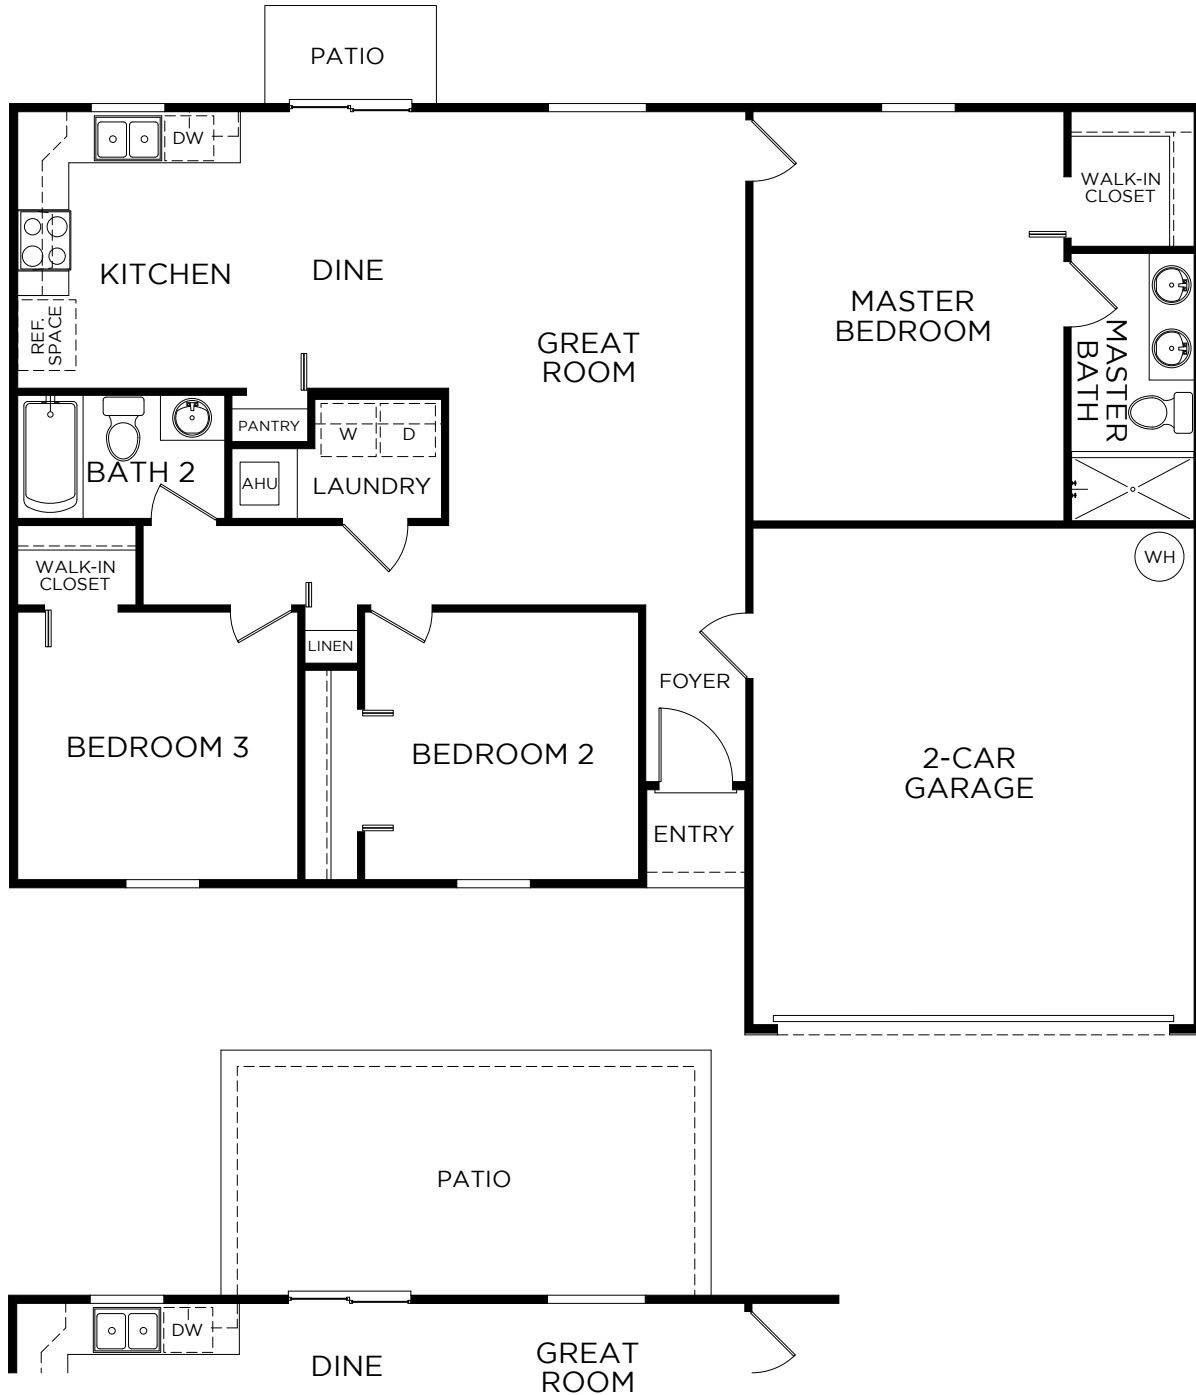 PATIO
DW
WALK-IN
CLOSET
KITCHEN
DINE
MASTER
BEDROOM
REF.
SPACE
GREAT
ROOM
MASTER
BATH
PANTRY
W
D
BATH 2
AHU
LAUNDRY
WALK-IN
CLOSET
WH
LINEN
FOYER
BEDROOM 3
BEDROOM 2
2-CAR
GARAGE
ENTRY
PATIO
DW
DINE
GREAT
ROOM